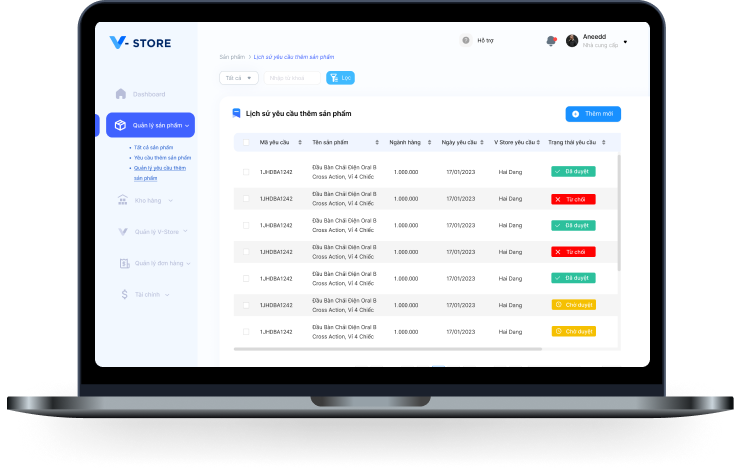 V- STORE
Hỗ trợ
Aneedd
Nhà cung cấp
Sản phẩm > Lịch sử yêu cầu thêm sản phẩm
Tất cả
Nhập từ khoá
Lọc
Dashboard
Quản lý sản phẩm
Tất cả sản phẩm
Yêu cầu thêm sản phẩm
Quản lý yêu cầu thêm
sản phẩm
Kho hàng
Quản lý V-Store
Quản lý đơn hàng
Tài chính
Lịch sử yêu cầu thêm sản phẩm
Thêm mới
Mã yêu cầu Tên sản phẩm Ngành hàng Ngày yêu cầu V Store yêu cầu Trạng thái yêu cầu
Đầu Bàn Chải Điện Oral B
1JHDBA1242 1.000.000 17/01/2023 Hai Dang Đã duyệt
Cross Action, Vỉ 4 Chiếc
Đầu Bàn Chải Điện Oral B
1JHDBA1242 1.000.000 17/01/2023 Hai Dang Từ chối
Cross Action, Vỉ 4 Chiếc
Đầu Bàn Chải Điện Oral B
1JHDBA1242 1.000.000 17/01/2023 Hai Dang Đã duyệt
Cross Action, Vỉ 4 Chiếc
Đầu Bàn Chải Điện Oral B
1JHDBA1242 1.000.000 17/01/2023 Hai Dang Từ chối
Cross Action, Vỉ 4 Chiếc
Đầu Bàn Chải Điện Oral B
1JHDBA1242 1.000.000 17/01/2023 Hai Dang Đã duyệt
Cross Action, Vỉ 4 Chiếc
Đầu Bàn Chải Điện Oral B
1JHDBA1242 1.000.000 17/01/2023 Hai Dang Chờ duyệt
Cross Action, Vỉ 4 Chiếc
Đầu Bàn Chải Điện Oral B
1JHDBA1242 1.000.000 17/01/2023 Hai Dang Chờ duyệt
Cross Action, Vỉ 4 Chiếc